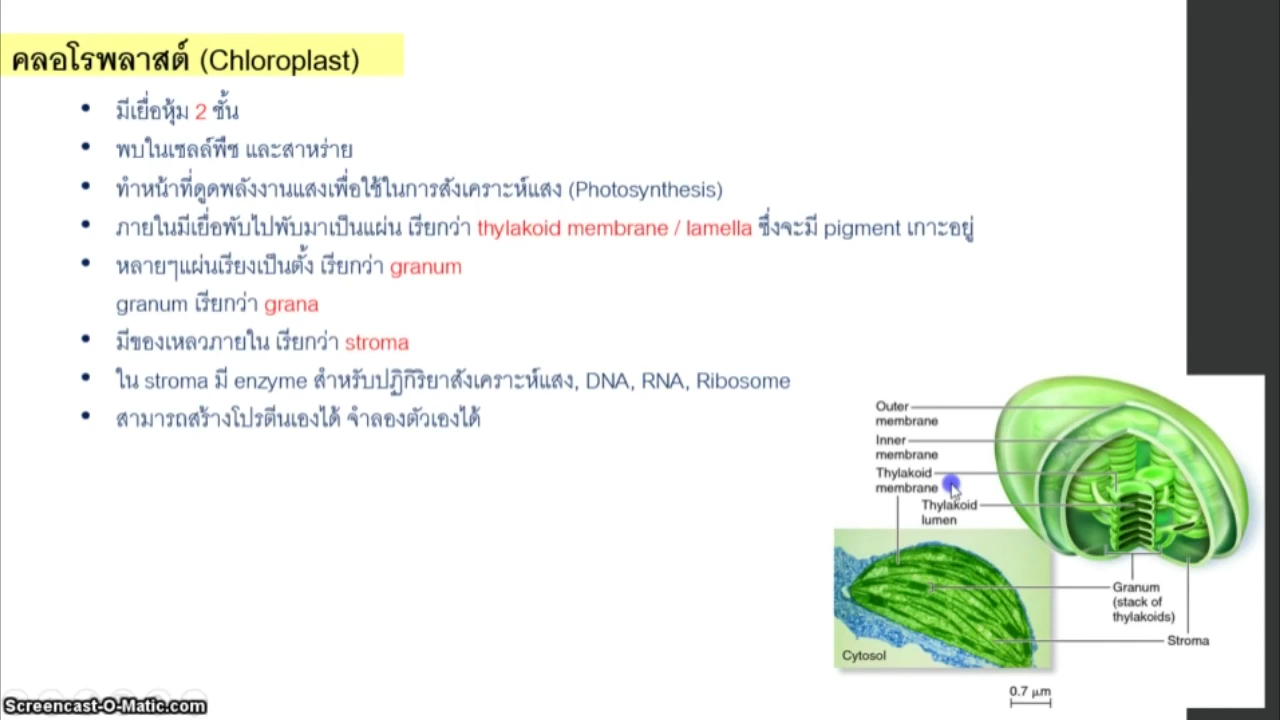 คลอโรพลาสต์ (Chloroplast)
• มีเยื่อหุ้ม 2 ชั้น
• พบในเซลล์พืช และสาหร่าย
• ทำหน้าที่ดูดพลังงานแสงเพื่อใช้ในการสังเคราะห์แสง (Photosynthesis)
• ภายในมีเยื่อพับไปพับมาเป็นแผ่น เรียกว่า thylakoid membrane / lamella ซึ่งจะมี pigment เกาะอยู่
• หลายๆแผ่นเรียงเป็นตั้ง เรียกว่า granum
granum เรียกว่า grana
• มีของเหลวภายใน เรียกว่า stroma
• ใน stroma มี enzyme สำหรับปฏิกิริยาสังเคราะห์แสง, DNA, RNA, Ribosome
• สามารถสร้างโปรตีนเองได้ จำลองตัวเองได้
Outer
membrane
Inner
membrane
Thylakoid
membrane
Thylakoid
lumen
Granum
(stack of
thylakoids)
Stroma
Cytosol
0.7 μm
Screencast-O-Matic.com